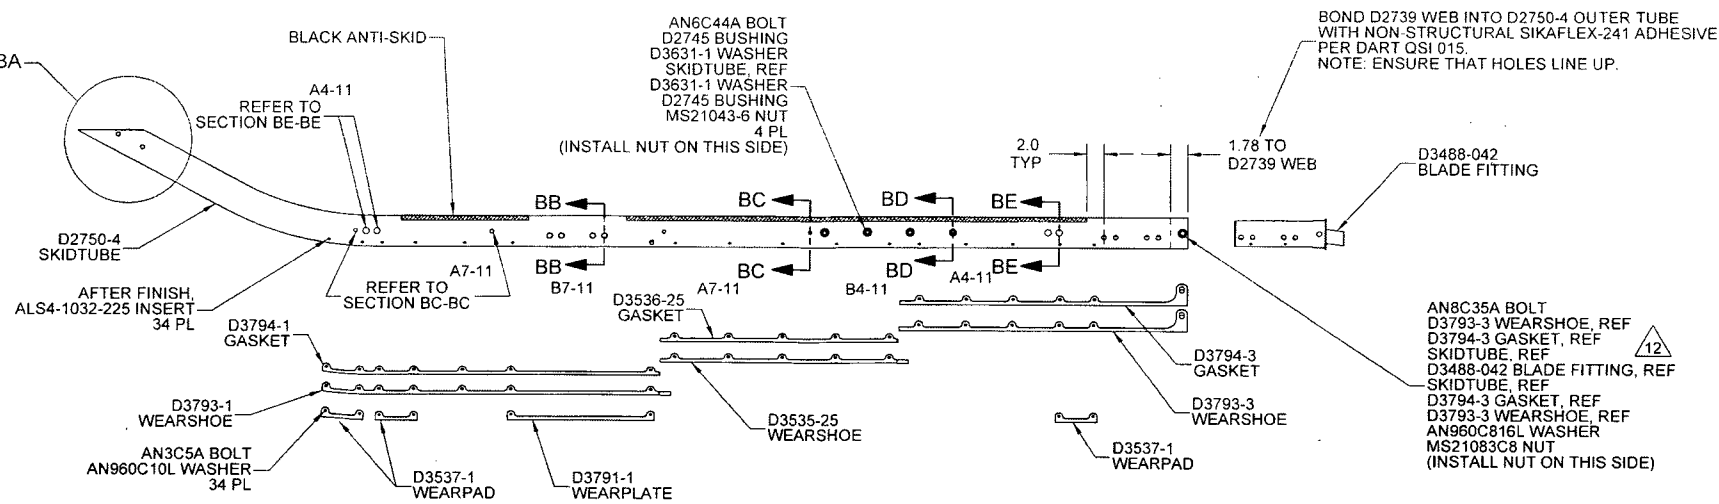 BA
BLACK ANTI-SKID
A4-11
REFER TO
SECTION BE-BE
AN6C44A BOLT
D2745 BUSHING
D3631-1 WASHER
SKIDTUBE, REF
D3631-1 WASHER
D2745 BUSHING
MS21043-6 NUT
4 PL
(INSTALL NUT ON THIS SIDE)
BOND D2739 WEB INTO D2750-4 OUTER TUBE
WITH NON-STRUCTURAL SIKAFLEX-241 ADHESIVE
PER DART QSI 015.
NOTE: ENSURE THAT HOLES LINE UP.
2.0
TYP
1.78 TO
D2739 WEB
D3488-042
BLADE FITTING
BB
BC
BD
BE
D2750-4
SKIDTUBE
BB
BC
BD
BE
A7-11
REFER TO
SECTION BC-BC
B7-11
A7-11
B4-11
A4-11
AFTER FINISH,
ALS4-1032-225 INSERT
34 PL
D3794-1
GASKET
D3536-25
GASKET
D3794-3
GASKET
D3793-1
WEARSHOE
D3535-25
WEARSHOE
D3793-3
WEARSHOE
AN3C5A BOLT
AN960C10L WASHER
34 PL
D3537-1
WEARPAD
D3791-1
WEARPLATE
D3537-1
WEARPAD
AN8C35A BOLT
D3793-3 WEARSHOE, REF
D3794-3 GASKET, REF
SKIDTUBE, REF
D3488-042 BLADE FITTING, REF
SKIDTUBE, REF
D3794-3 GASKET, REF
D3793-3 WEARSHOE, REF
AN960C816L WASHER
MS21083C8 NUT
(INSTALL NUT ON THIS SIDE)
12